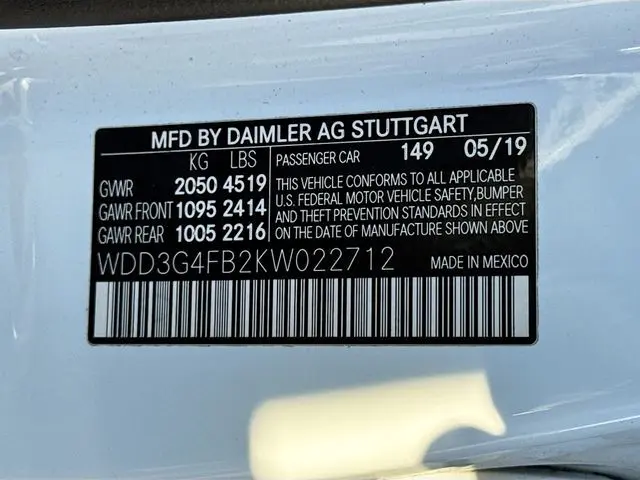 MFD BY DAIMLER AG STUTTGART
KG LBS
GVWR 2050 4519
GAWR FRONT 1095 2414
GAWR REAR 1005 2216
PASSENGER CAR 149 05/19
THIS VEHICLE CONFORMS TO ALL APPLICABLE
U.S. FEDERAL MOTOR VEHICLE SAFETY,BUMPER
AND THEFT PREVENTION STANDARDS IN EFFECT
ON THE DATE OF MANUFACTURE SHOWN ABOVE
WDD3G4FB2KW022712 MADE IN MEXICO